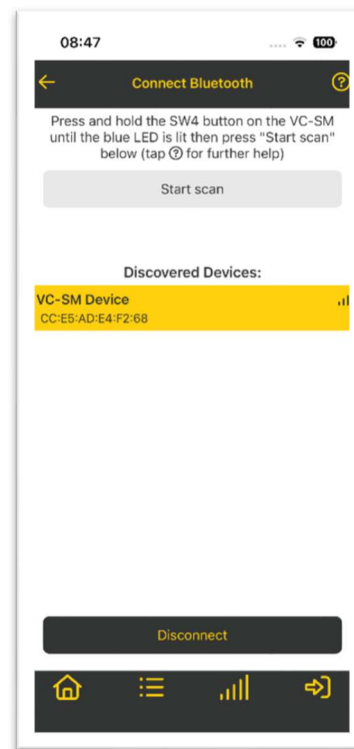 08:47
100
Connect Bluetooth
?
Press and hold the SW4 button on the VC-SM
until the blue LED is lit then press "Start scan"
below (tap ? for further help)
Start scan
Discovered Devices:
VC-SM Device
CC:E5:AD:E4:F2:68
Disconnect